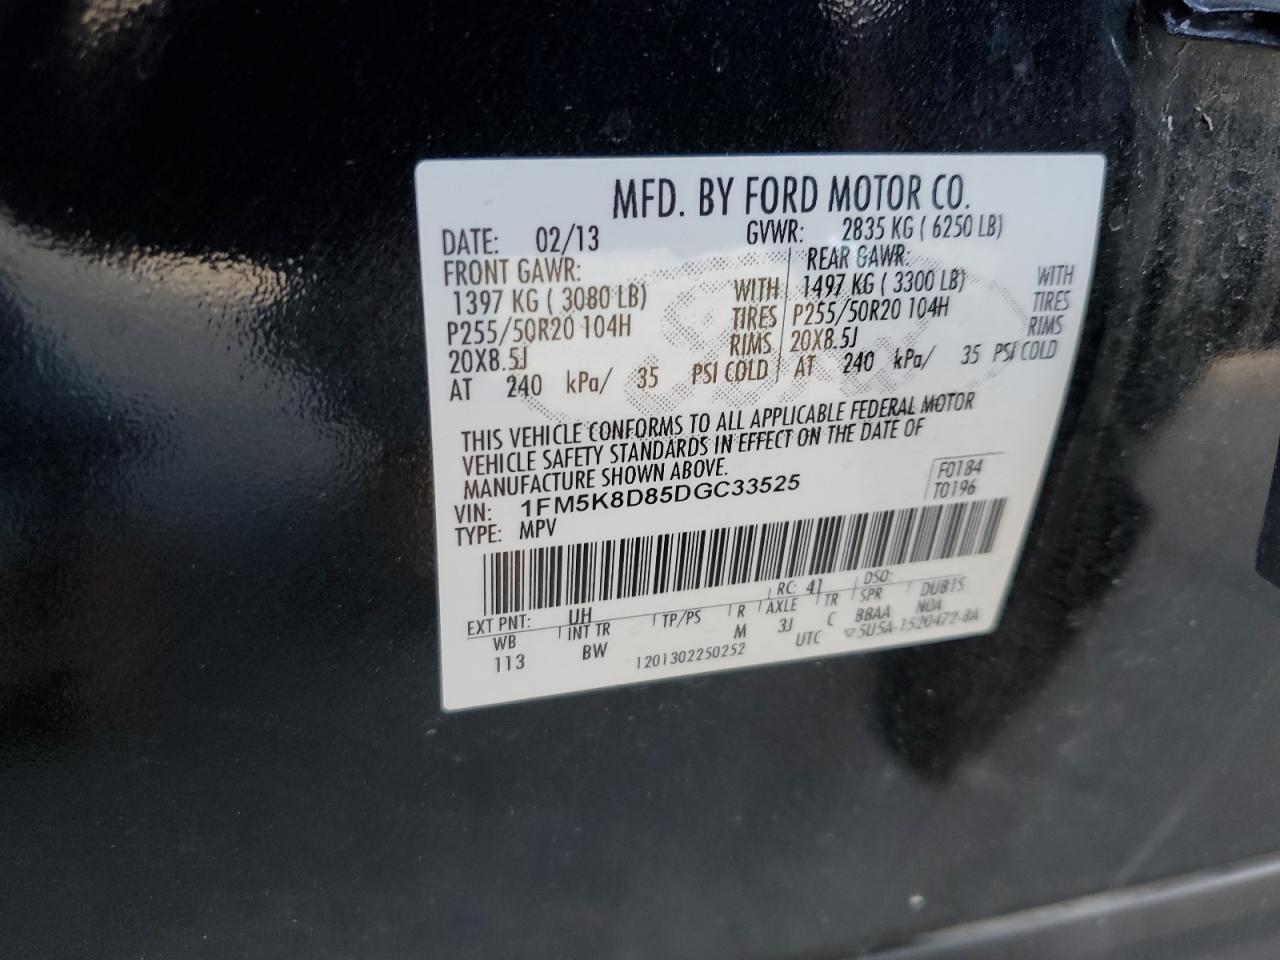 MFD. BY FORD MOTOR CO.
DATE: 02/13 GVWR: 2835 KG ( 6250 LB)
FRONT GAWR: REAR GAWR:
1397 KG ( 3080 LB) WITH 1497 KG ( 3300 LB) WITH
P255/50R20 104H TIRES P255/50R20 104H TIRES
20X8.5J RIMS 20X8.5J RIMS
AT 240 kPa/ 35 PSI COLD AT 240 kPa/ 35 PSI COLD
THIS VEHICLE CONFORMS TO ALL APPLICABLE FEDERAL MOTOR
VEHICLE SAFETY STANDARDS IN EFFECT ON THE DATE OF
MANUFACTURE SHOWN ABOVE.
VIN: 1FM5K8D85DGC33525 F0184
TYPE: MPV T0196
EXT PNT: UH RC: 41 DSO:
WB INT TR TP/PS R AXLE TR SPR DUB15
113 BW M 3J C BBAA NOA
1201302250252 UTC ▽5U5A-1520472-BA